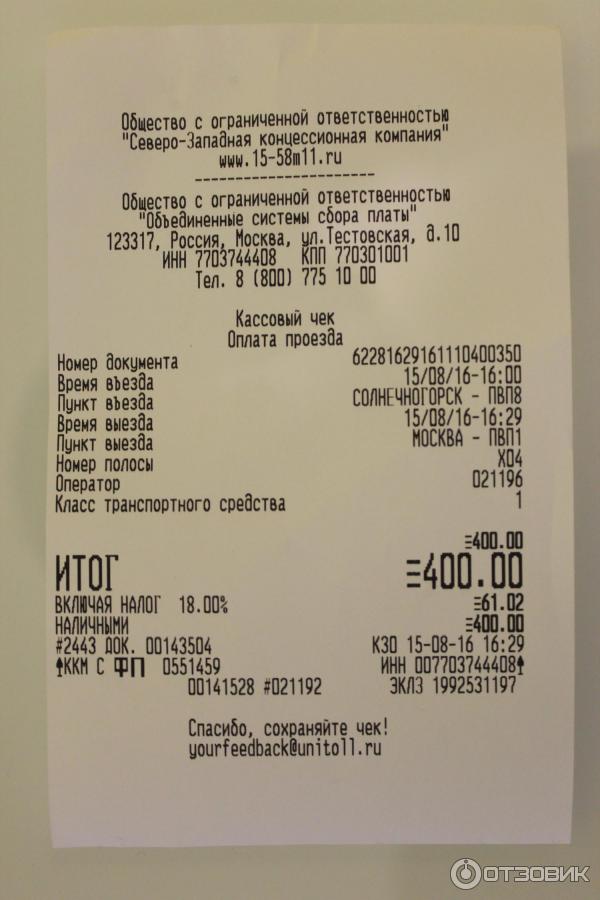 Общество с ограниченной ответственностью
"Северо-Западная концессионная компания"
www.15-58m11.ru
----------------------
Общество с ограниченной ответственностью
"Объединенные системы сбора платы"
123317, Россия, Москва, ул.Тестовская, д.10
ИНН 7703744408 КПП 770301001
Тел. 8 (800) 775 10 00
Кассовый чек
Оплата проезда
Номер документа 62281629161110400350
Время въезда 15/08/16-16:00
Пункт въезда СОЛНЕЧНОГОРСК - ПВП8
Время выезда 15/08/16-16:29
Пункт выезда МОСКВА - ПВП1
Номер полосы X04
Оператор 021196
Класс транспортного средства 1
≡400.00
ИТОГ ≡400.00
ВКЛЮЧАЯ НАЛОГ 18.00% ≡61.02
НАЛИЧНЫМИ ≡400.00
#2443 ДОК. 00143504 К30 15-08-16 16:29
ККМ С ФП 0551459 ИНН 007703744408
00141528 #021192 ЭКЛЗ 1992531197
Спасибо, сохраняйте чек!
yourfeedback@unitoll.ru
ОТЗОВИК